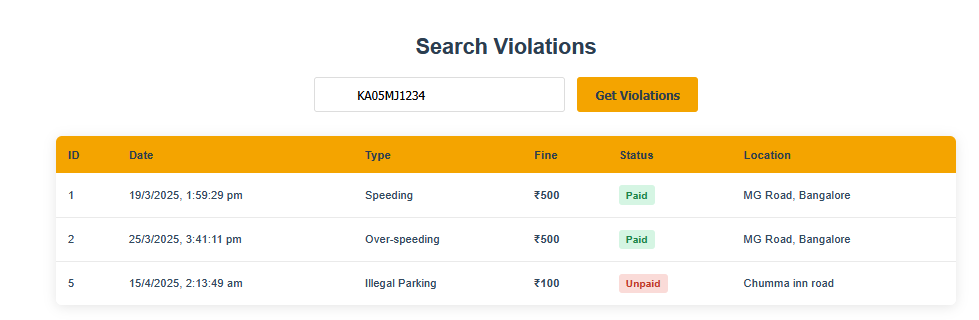 Search Violations
KA05MJ1234 Get Violations
ID Date Type Fine Status Location
1 19/3/2025, 1:59:29 pm Speeding ₹500 Paid MG Road, Bangalore
2 25/3/2025, 3:41:11 pm Over-speeding ₹500 Paid MG Road, Bangalore
5 15/4/2025, 2:13:49 am Illegal Parking ₹100 Unpaid Chumma inn road